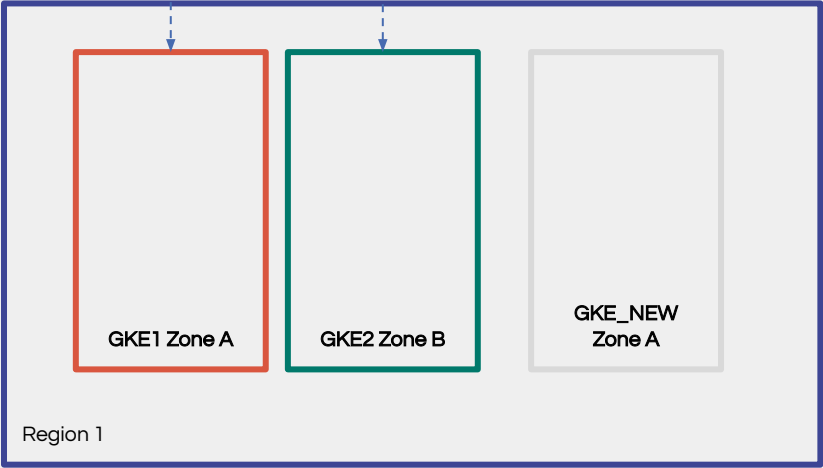 GKE1 Zone A
GKE2 Zone B
GKE_NEW
Zone A
Region 1